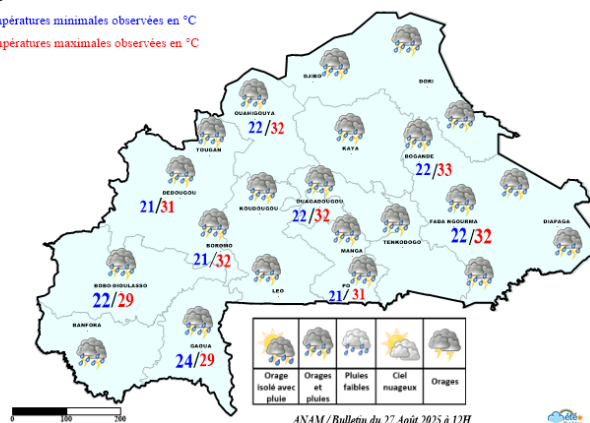 mpératures minimales observées en °C
mpératures maximales observées en °C
DJIBO
DORI
OUAHIGOUYA
22/32
TOUGAN
KAYA
BOGANDE
22/33
DEDOUGOU
21/31
KOUDOUGOU
OUAGADOUGOU
22/32
FADA NGOURMA
22/32
DIAPAGA
BOROMO
21/32
MANGA
TENKODOGO
BOBO-DIOULASSO
22/29
LEO
PO
21/31
BANFORA
GAOUA
24/29
Orage isolé avec pluie
Orages et pluies
Pluies faibles
Ciel nuageux
Orages
0 100 200
ANAM / Bulletin du 27 Août 2025 à 12H
été